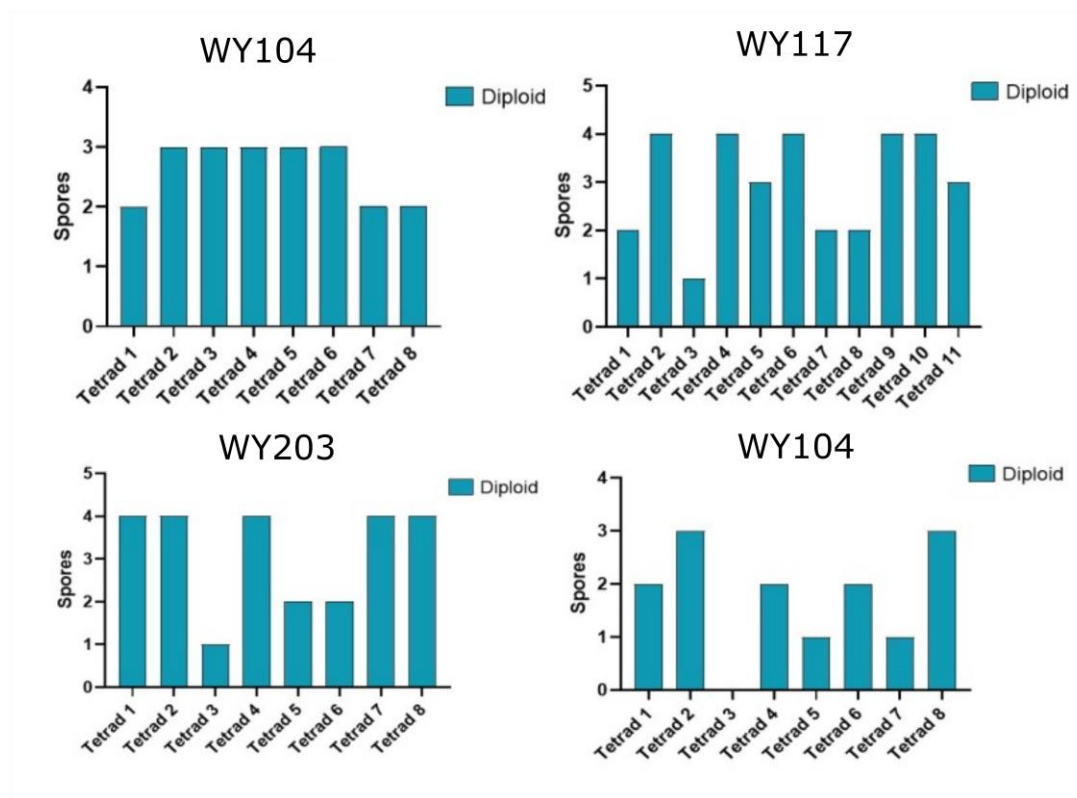 WY104
Diploid
4
3
2
1
0
Spores
Tetrad 1
Tetrad 2
Tetrad 3
Tetrad 4
Tetrad 5
Tetrad 6
Tetrad 7
Tetrad 8
WY117
Diploid
5
4
3
2
1
0
Spores
Tetrad 1
Tetrad 2
Tetrad 3
Tetrad 4
Tetrad 5
Tetrad 6
Tetrad 7
Tetrad 8
Tetrad 9
Tetrad 10
Tetrad 11
WY203
Diploid
5
4
3
2
1
0
Spores
Tetrad 1
Tetrad 2
Tetrad 3
Tetrad 4
Tetrad 5
Tetrad 6
Tetrad 7
Tetrad 8
WY104
Diploid
4
3
2
1
0
Spores
Tetrad 1
Tetrad 2
Tetrad 3
Tetrad 4
Tetrad 5
Tetrad 6
Tetrad 7
Tetrad 8